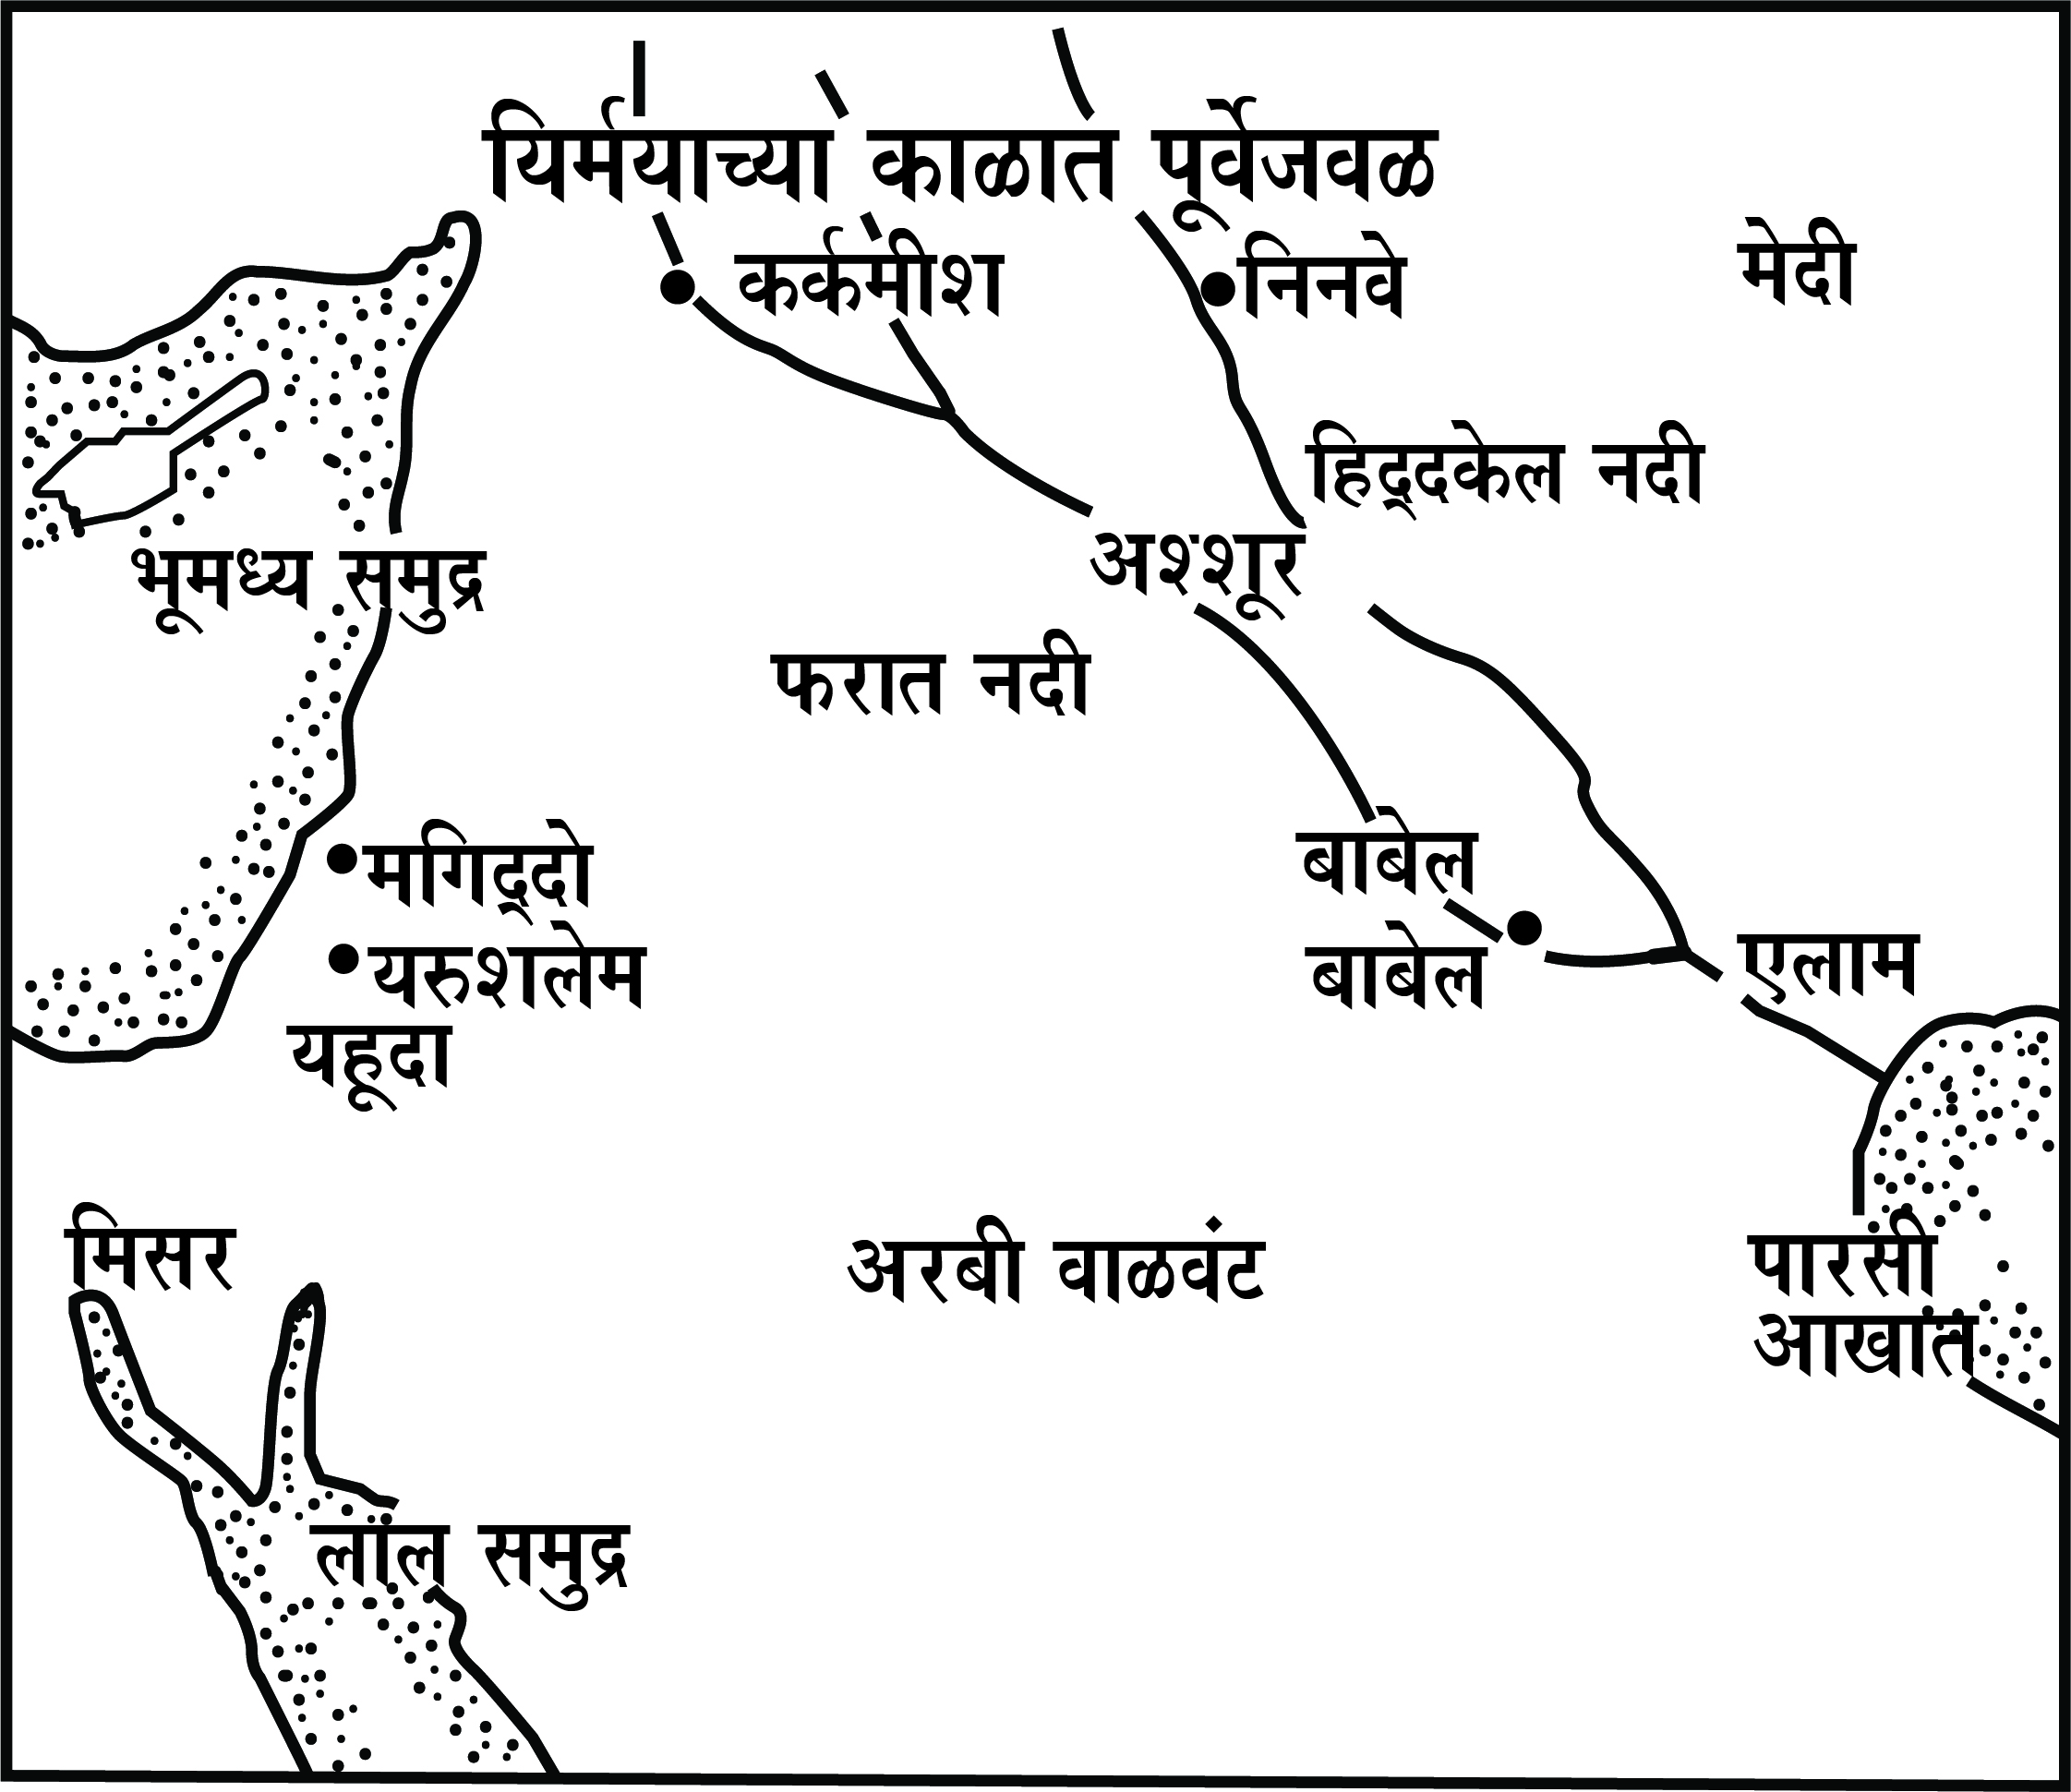 यिर्मयाच्या काळात पूर्वेजवळ
मेदी
कर्कमीश
निनवे
हिद्‍दकेल नदी
अश्शूर
भूमध्य समुद्र
फरात नदी
बाबेल
मगिद्‍दो
एलाम
यरुशलेम
बाबेल
यहूदा
मिसर
अरबी वाळवंट
पारसी
आखात
लाल समुद्र